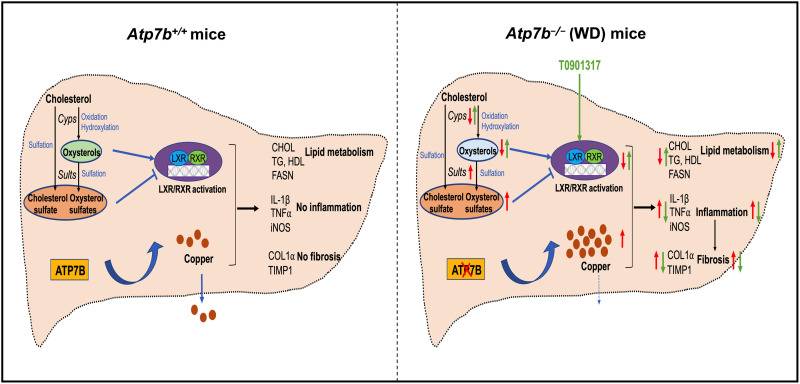 Atp7b+/+ mice
Cholesterol
Cyps
Oxidation
Hydroxylation
Sulfation
Oxysterols
Sults
Sulfation
Cholesterol Oxysterol
sulfate sulfates
LXR RXR
LXR/RXR activation
ATP7B
Copper
CHOL
TG, HDL
FASN
Lipid metabolism
IL-1β
TNFα
iNOS
No inflammation
COL1α
TIMP1
No fibrosis
Atp7b−/− (WD) mice
T0901317
Cholesterol
Cyps
Oxidation
Hydroxylation
Sulfation
Oxysterols
Sults
Sulfation
Cholesterol Oxysterol
sulfate sulfates
LXR RXR
LXR/RXR activation
ATP7B
Copper
CHOL
TG, HDL
FASN
Lipid metabolism
IL-1β
TNFα
iNOS
Inflammation
COL1α
TIMP1
Fibrosis